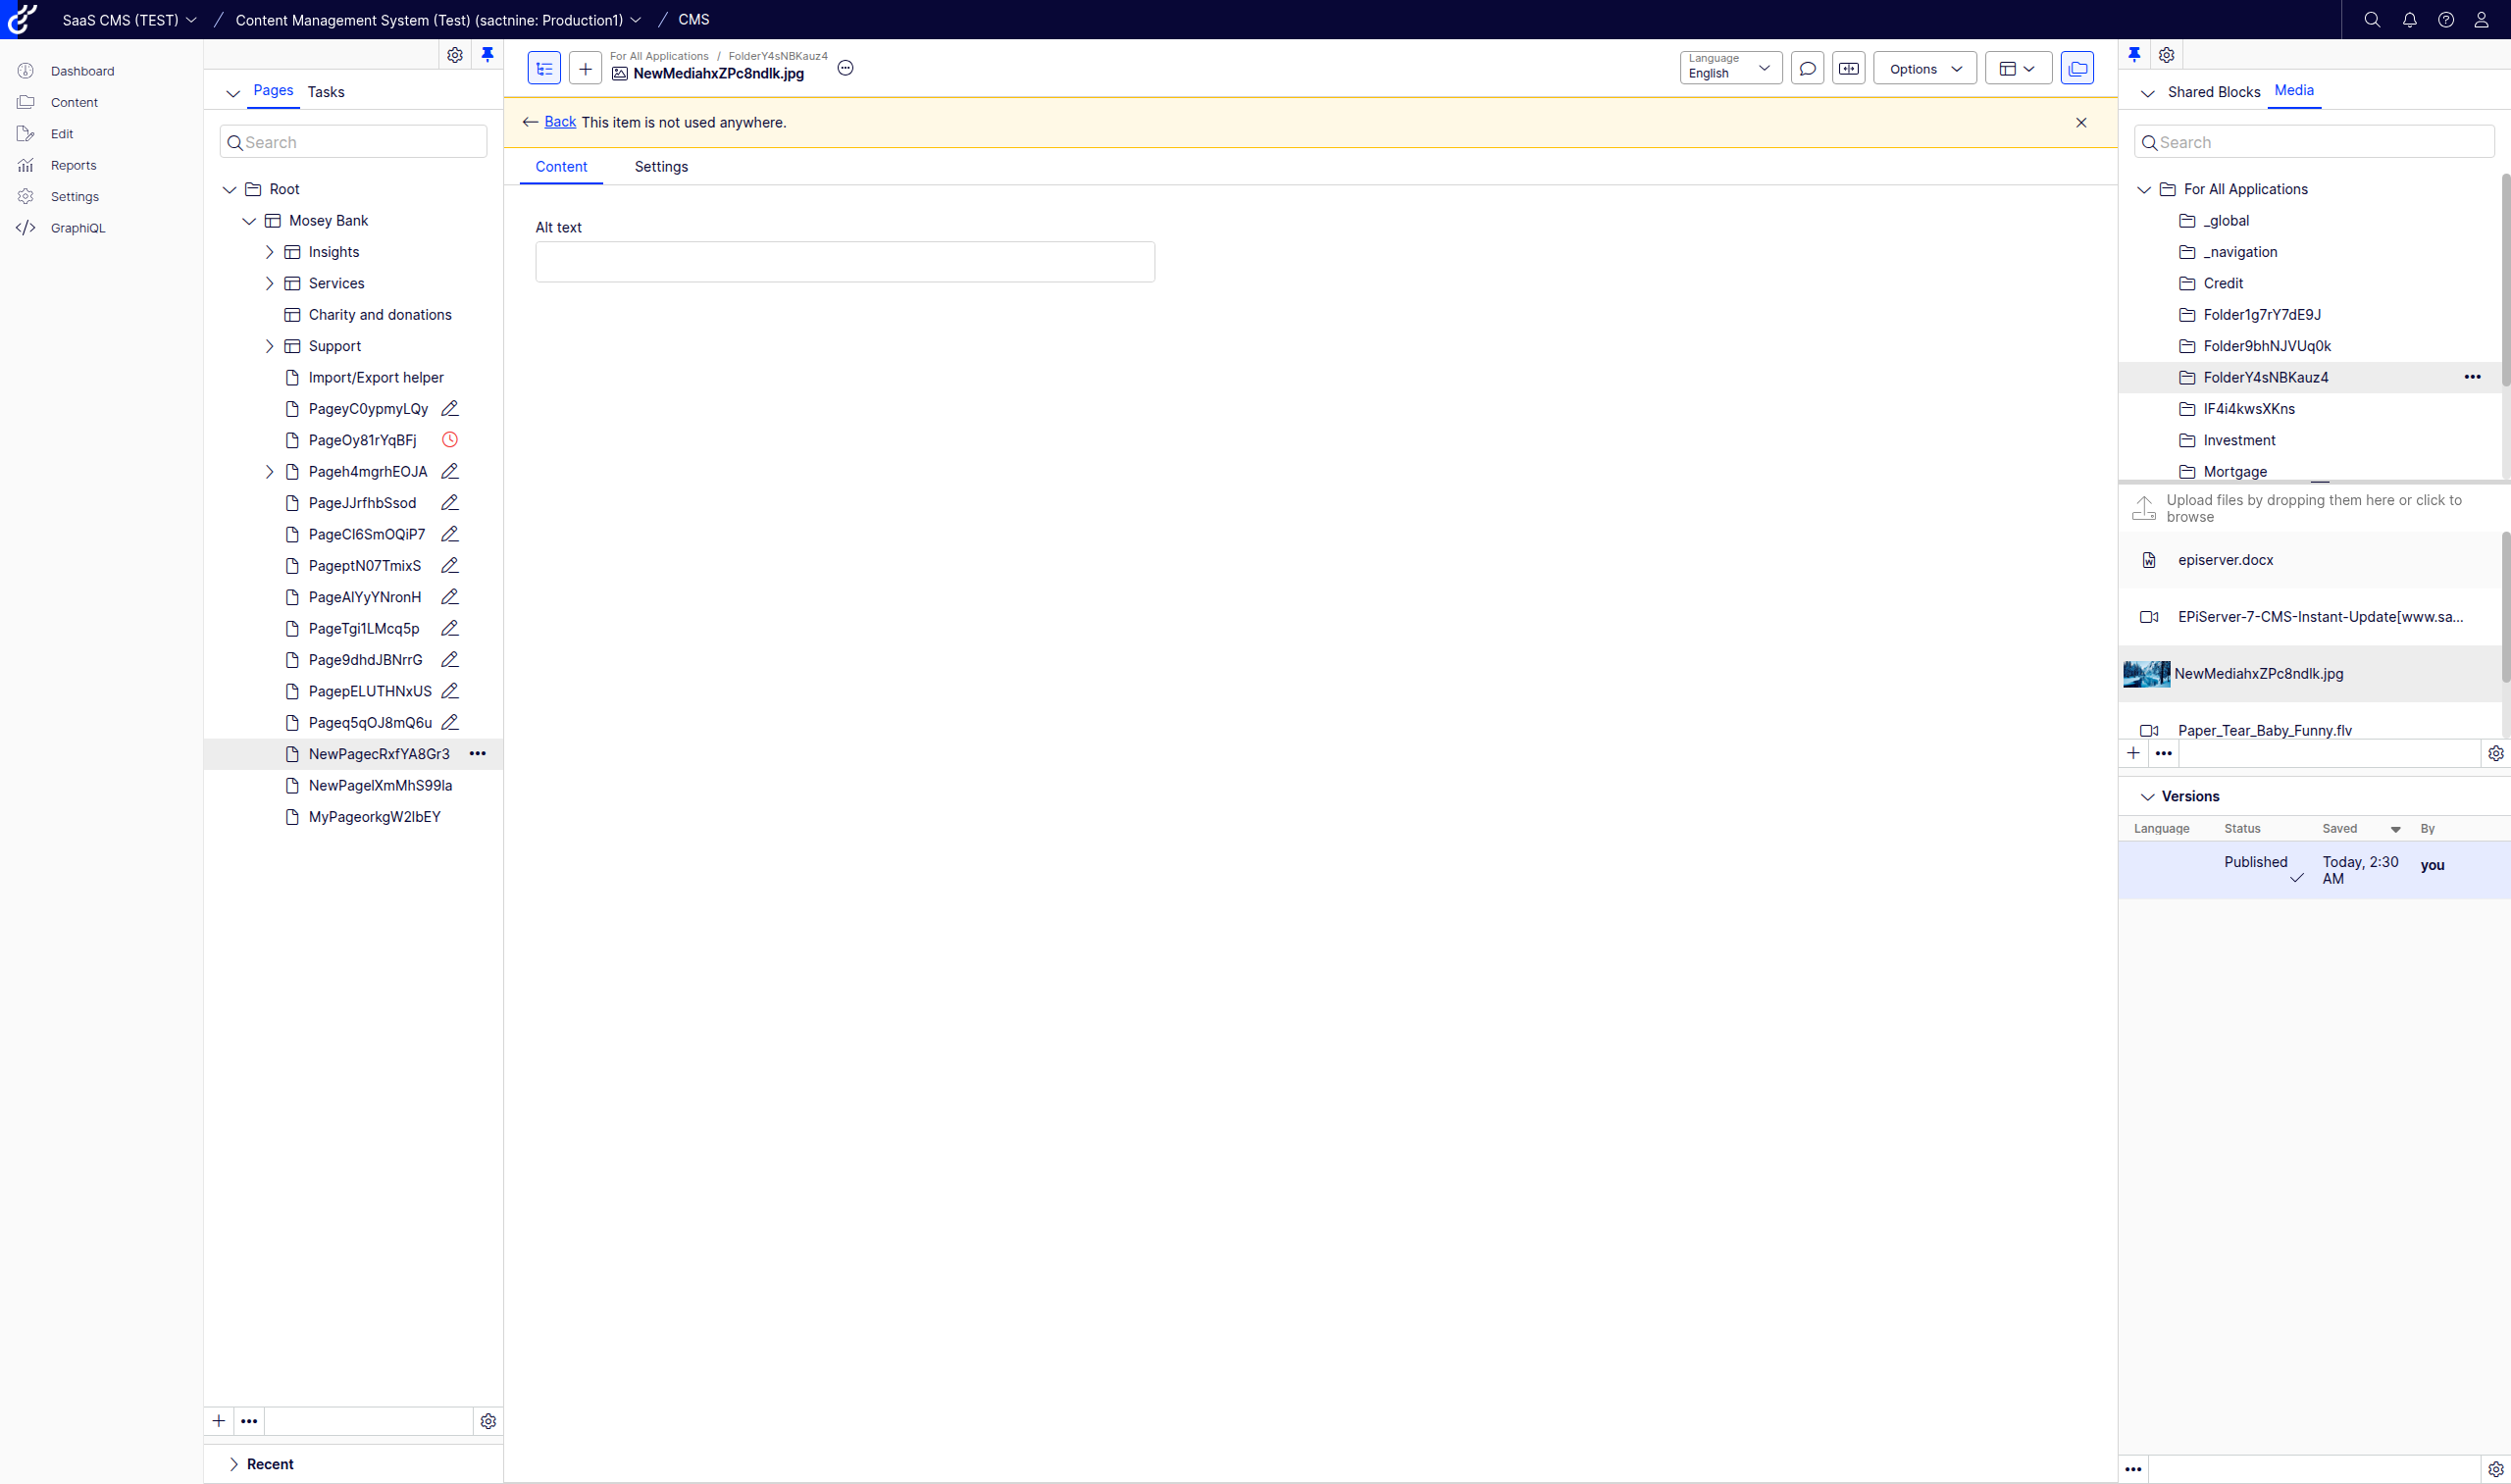 SaaS CMS (TEST) / Content Management System (Test) (sactnine: Production1) / CMS
Dashboard
Content
Edit
Reports
Settings
GraphiQL
Pages Tasks
Search
Root
Mosey Bank
Insights
Services
Charity and donations
Support
Import/Export helper
PageyC0ypmyLQy
PageOy81rYqBFj
Pageh4mgrhEOJA
PageJJrfhbSsod
PageCl6SmOQiP7
PageptN07TmixS
PageAlYyYNronH
PageTgi1LMcq5p
Page9dhdJBNrrG
PagepELUTHNxUS
Pageq5qOJ8mQ6u
NewPagecRxfYA8Gr3
NewPagelXmMhS99la
MyPageorkgW2lbEY
Recent
For All Applications / FolderY4sNBKauz4
NewMediahxZPc8ndlk.jpg
Language
English
Options
Back This item is not used anywhere.
Content Settings
Alt text
Shared Blocks Media
Search
For All Applications
_global
_navigation
Credit
Folder1g7rY7dE9J
Folder9bhNJVUq0k
FolderY4sNBKauz4
IF4i4kwsXKns
Investment
Mortgage
Upload files by dropping them here or click to
browse
episerver.docx
EPiServer-7-CMS-Instant-Update[www.sa...
NewMediahxZPc8ndlk.jpg
Paper_Tear_Baby_Funny.flv
Versions
Language Status Saved By
Published Today, 2:30 you
AM